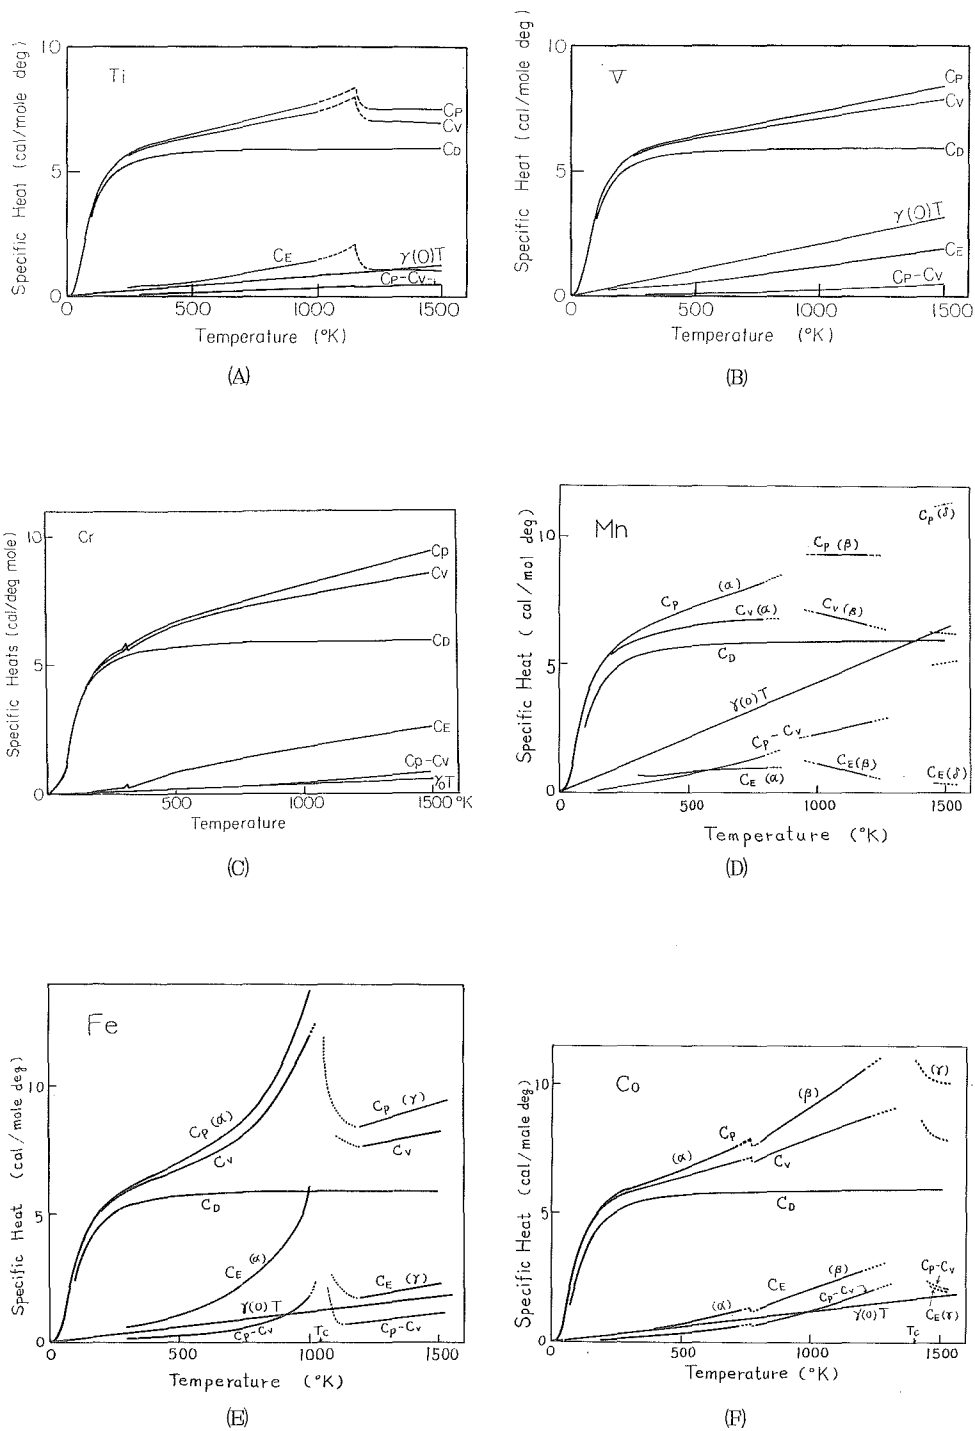 Ti
Specific Heat (cal/mole deg)
10
5
0
CP
CV
CD
CE
γ(0)T
CP-CV
0 500 1000 1500
Temperature (°K)
(A)
V
Specific Heat (cal/mole deg)
10
5
0
CP
CV
CD
γ(0)T
CE
CP-CV
0 500 1000 1500
Temperature (°K)
(B)
Cr
Specific Heats (cal/deg mole)
10
5
0
Cp
CV
CD
CE
Cp-CV
γ0T
500 1000 1500 °K
Temperature
(C)
Mn
Specific Heat (cal/mol deg)
10
5
0
Cp(δ)
Cp(β)
(α)
Cp
Cv(α)
Cv(β)
CD
γ(0)T
Cp-Cv
CE(α)
CE(β)
CE(δ)
0 500 1000 1500
Temperature (°K)
(D)
Fe
Specific Heat (cal/mole deg)
10
5
0
Cp(α)
Cv
Cp(γ)
Cv
CD
CE(α)
CE(γ)
γ(0)T
Cp-Cv
Tc
Cp-Cv
0 500 1000 1500
Temperature (°K)
(E)
Co
Specific Heat (cal/mole deg)
10
5
0
(γ)
(β)
Cp
(α)
Cv
CD
Cp-Cv
(β)
CE
Cp-Cv
(α)
γ(0)T
CE(γ)
Tc
0 500 1000 1500
Temperature (°K)
(F)